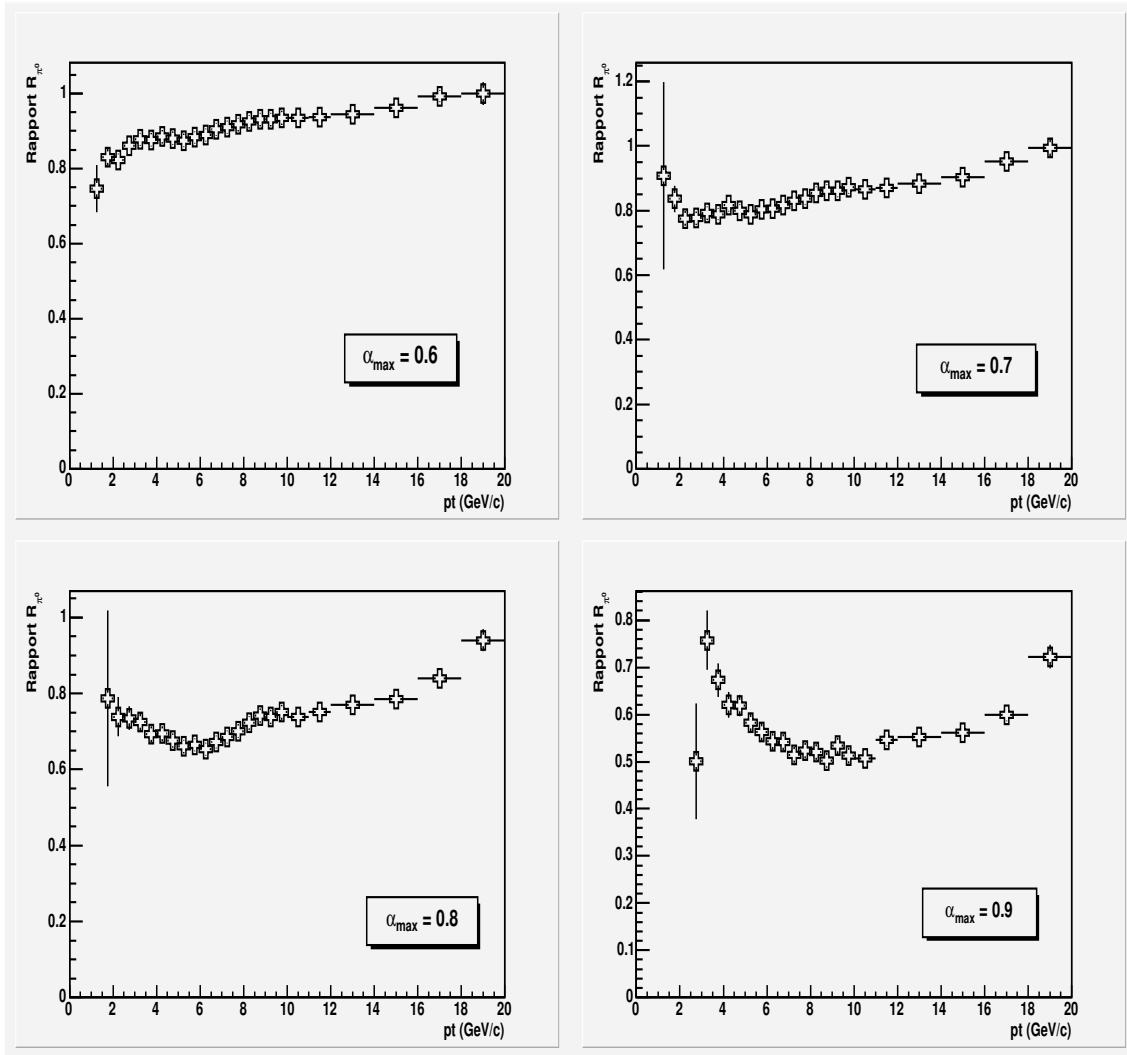 Rapport R_π⁰
1
0.8
0.6
0.4
0.2
0
α_max = 0.6
0 2 4 6 8 10 12 14 16 18 20
pt (GeV/c)
Rapport R_π⁰
1.2
1
0.8
0.6
0.4
0.2
0
α_max = 0.7
0 2 4 6 8 10 12 14 16 18 20
pt (GeV/c)
Rapport R_π⁰
1
0.8
0.6
0.4
0.2
0
α_max = 0.8
0 2 4 6 8 10 12 14 16 18 20
pt (GeV/c)
Rapport R_π⁰
0.8
0.7
0.6
0.5
0.4
0.3
0.2
0.1
0
α_max = 0.9
0 2 4 6 8 10 12 14 16 18 20
pt (GeV/c)